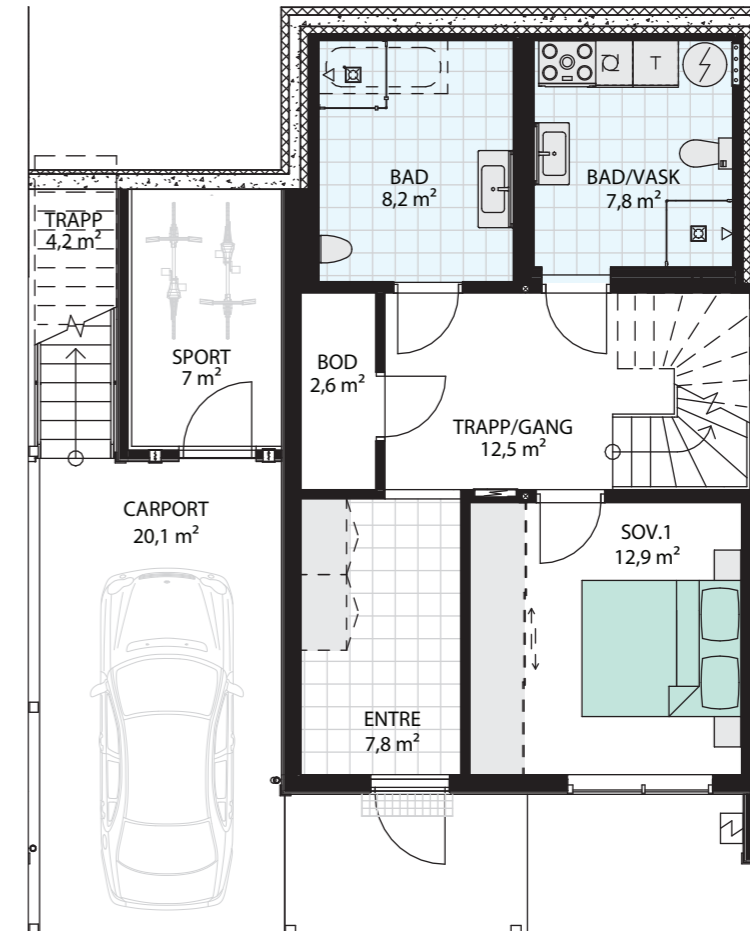 BAD
8,2 m²
BAD/VASK
7,8 m²
T
TRAPP
4,2 m²
SPORT
7 m²
BOD
2,6 m²
TRAPP/GANG
12,5 m²
CARPORT
20,1 m²
SOV.1
12,9 m²
ENTRE
7,8 m²